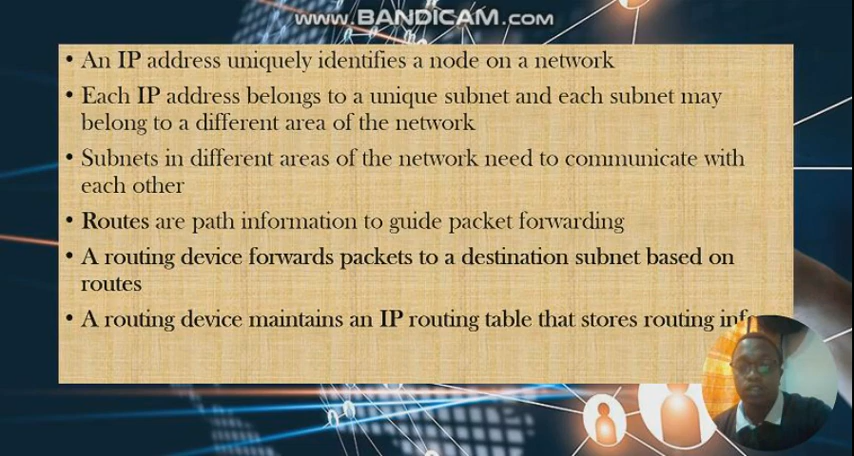 www.BANDICAM.com
• An IP address uniquely identifies a node on a network
• Each IP address belongs to a unique subnet and each subnet may
belong to a different area of the network
• Subnets in different areas of the network need to communicate with
each other
• Routes are path information to guide packet forwarding
• A routing device forwards packets to a destination subnet based on
routes
• A routing device maintains an IP routing table that stores routing